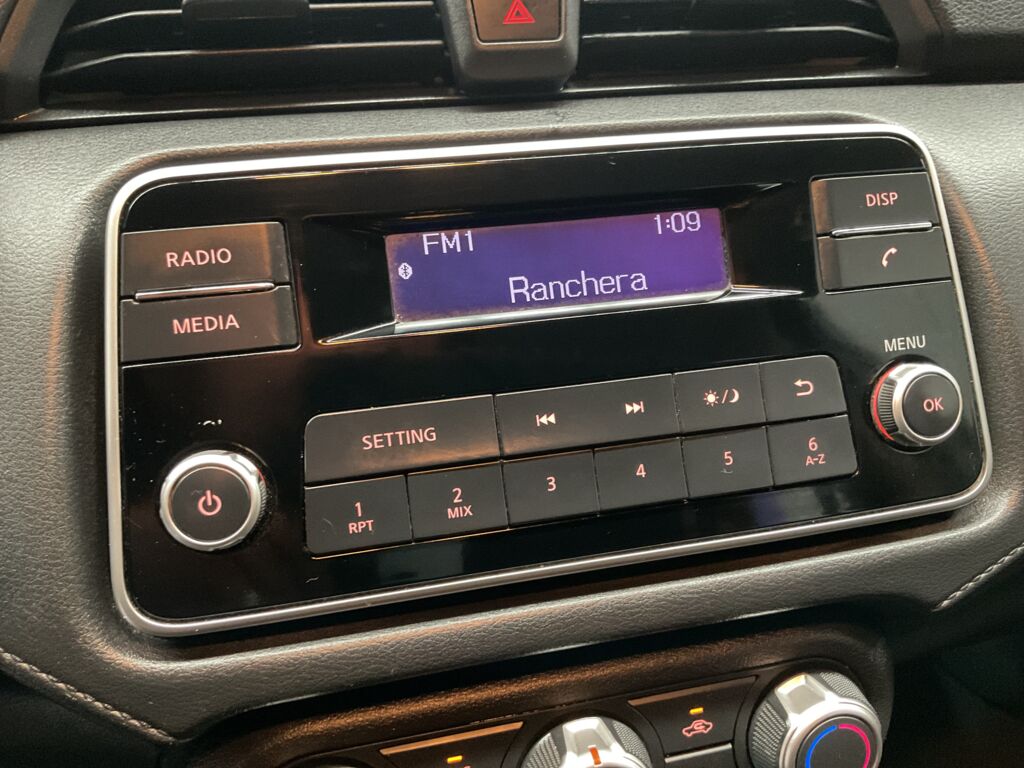 FM1 1:09
Ranchera
DISP
RADIO
MEDIA
MENU
OK
SETTING
1 2 3 4 5 6
RPT MIX A-Z